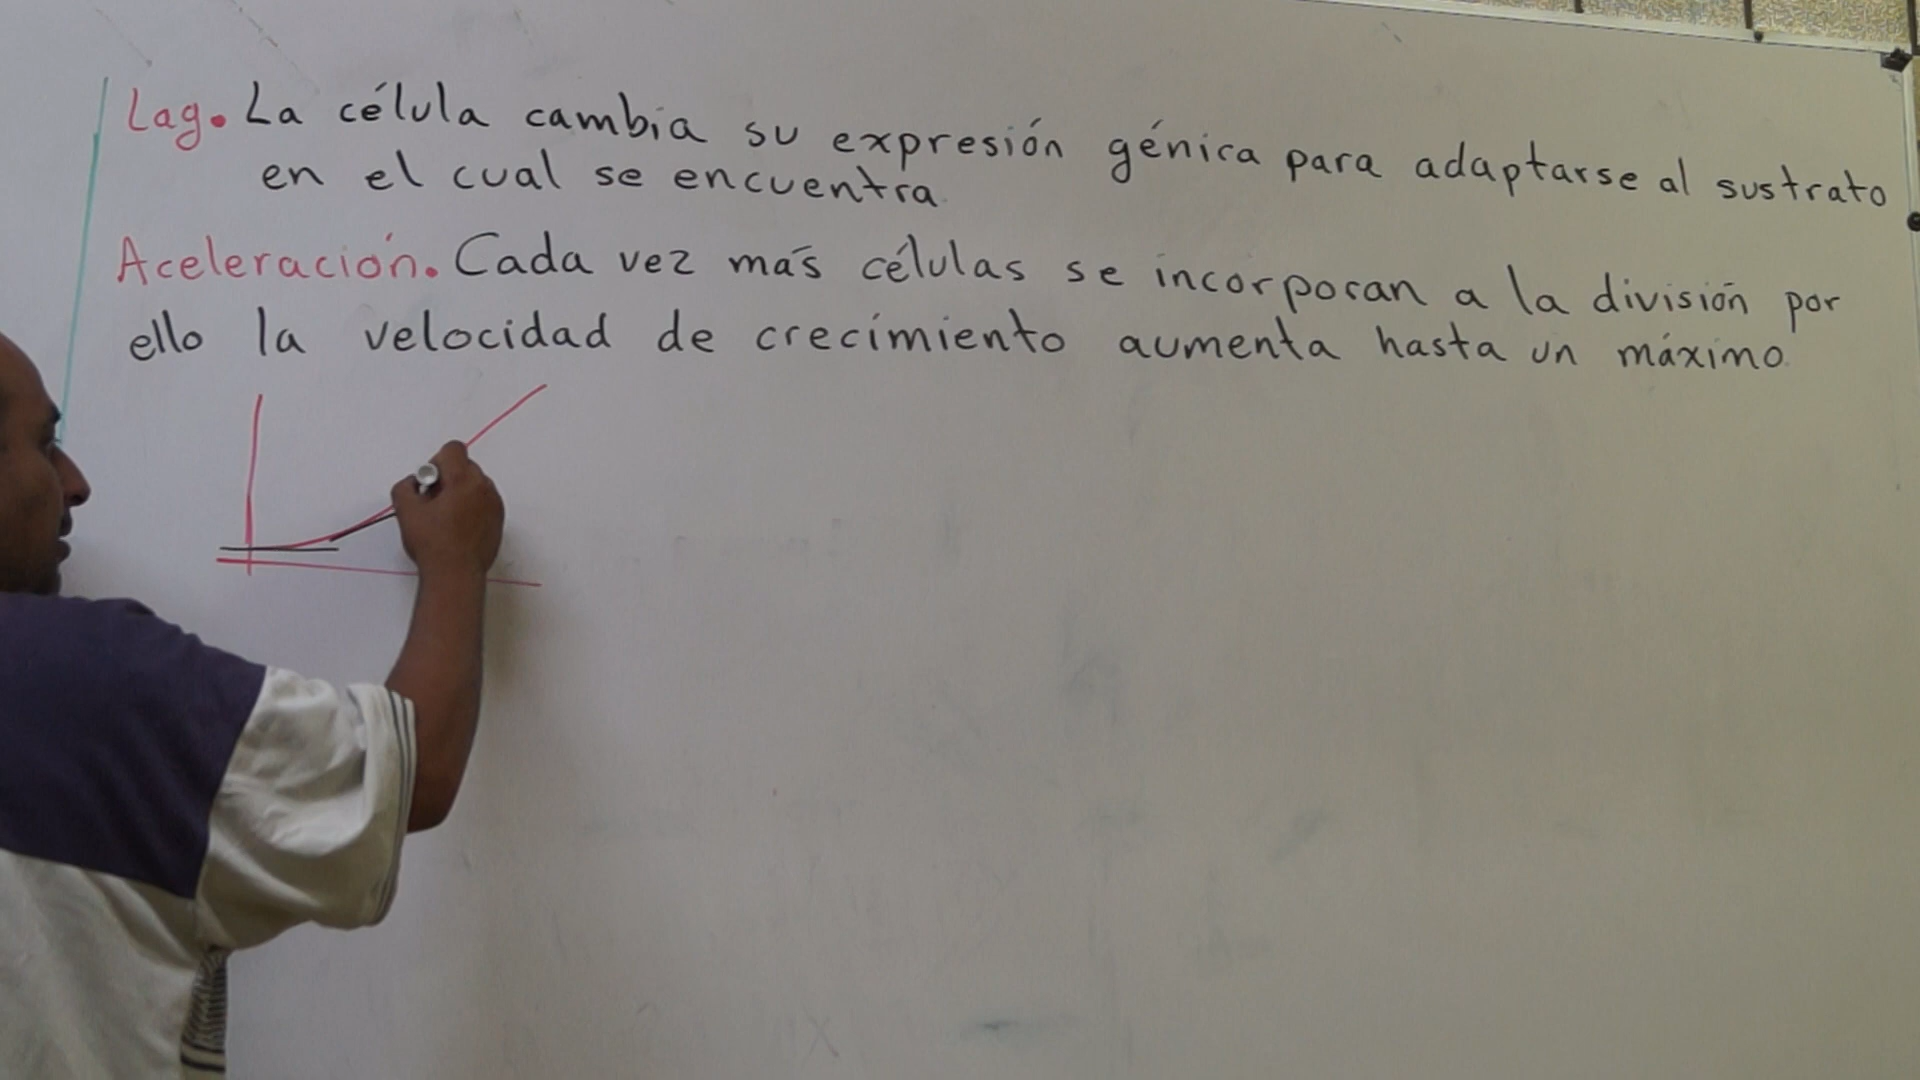 Lag. La célula cambia su expresión génica para adaptarse al sustrato
en el cual se encuentra.
Aceleración. Cada vez más células se incorporan a la división por
ello la velocidad de crecimiento aumenta hasta un máximo.